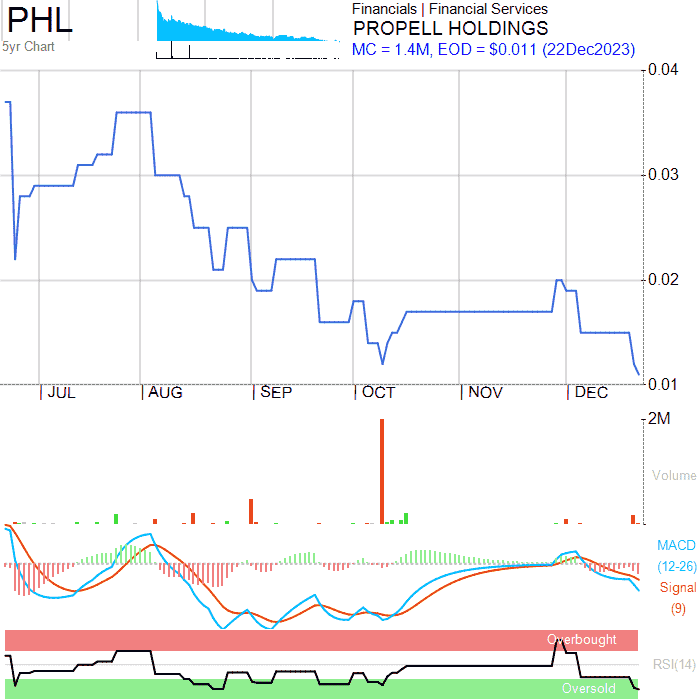 PHL
5yr Chart
Financials | Financial Services
PROPELL HOLDINGS
MC = 1.4M, EOD = $0.011 (22Dec2023)
0.04
0.03
0.02
0.01
JUL AUG SEP OCT NOV DEC
2M
Volume
MACD
(12-26)
Signal
(9)
Overbought
RSI(14)
Oversold